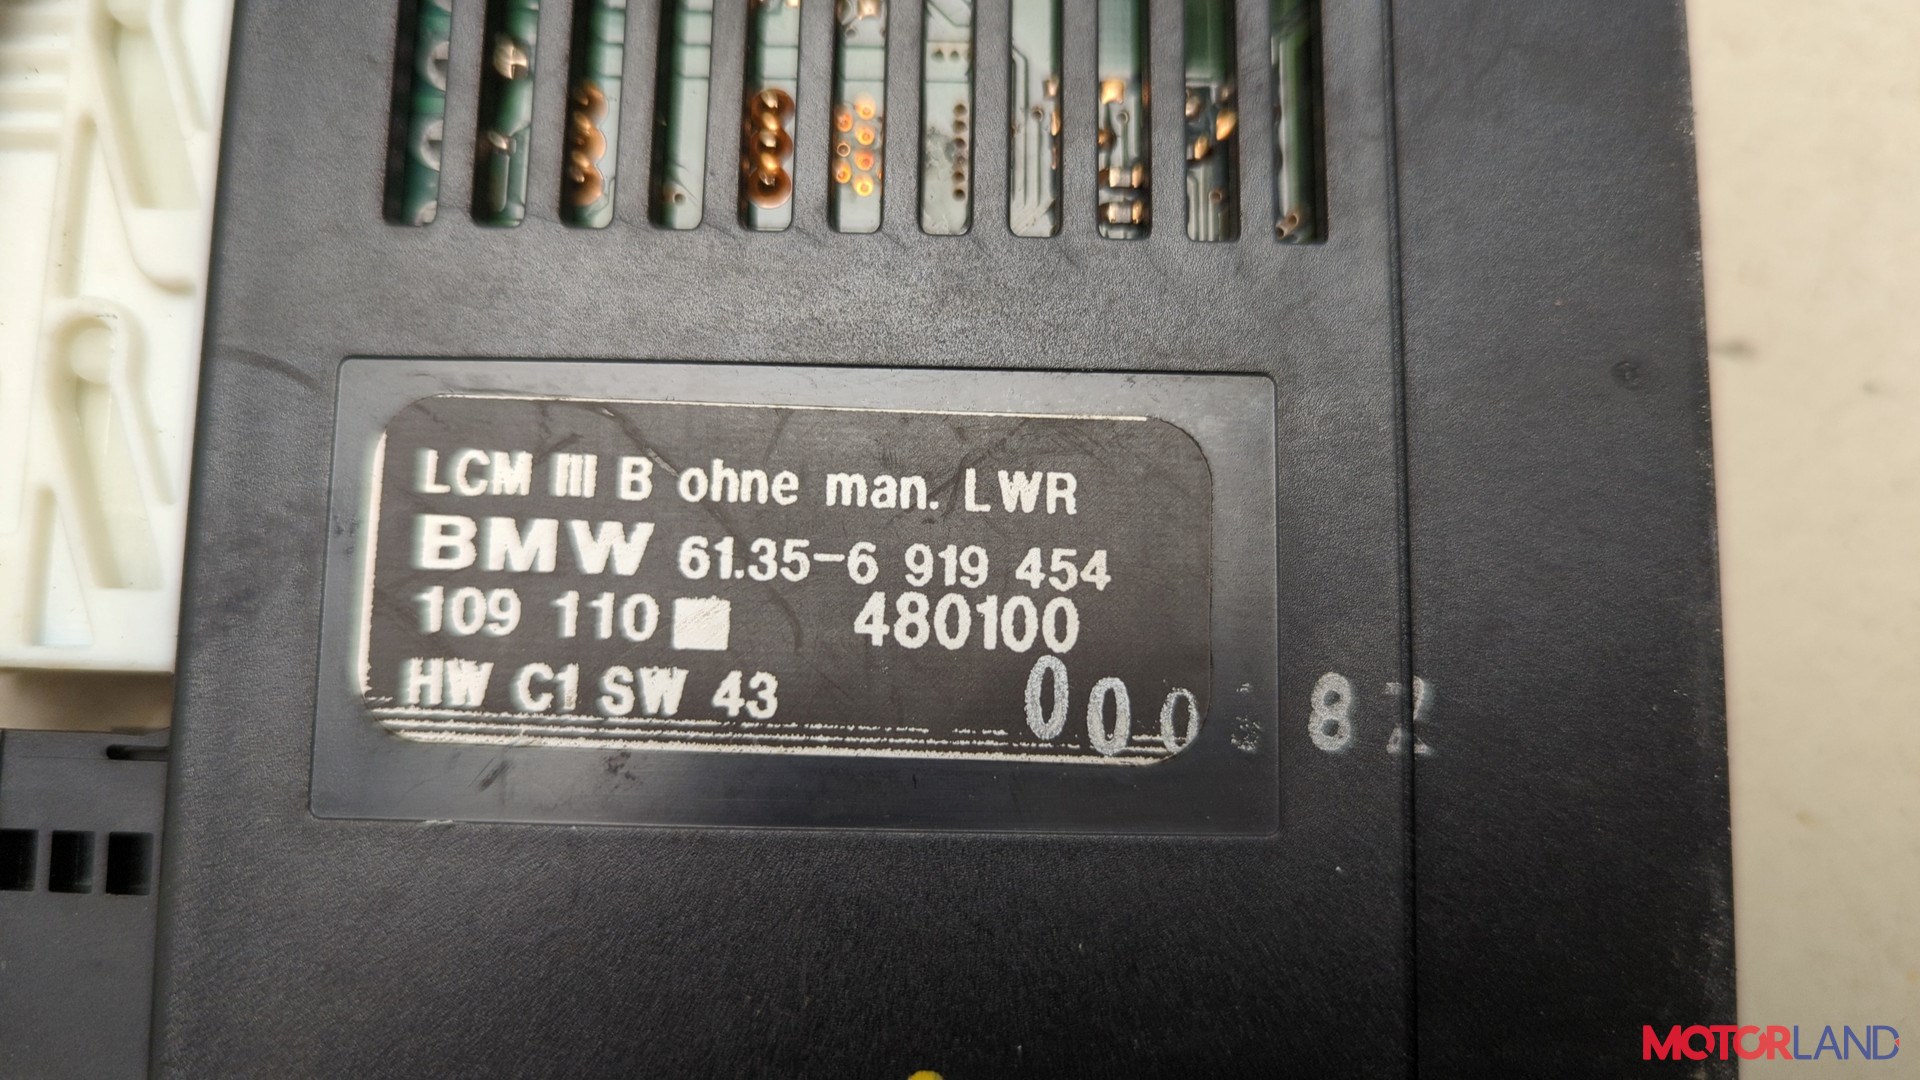 LCM III B ohne man. LWR
BMW 61.35-6 919 454
109 110 480100
HW C1 SW 43
000 82
MOTORLAND